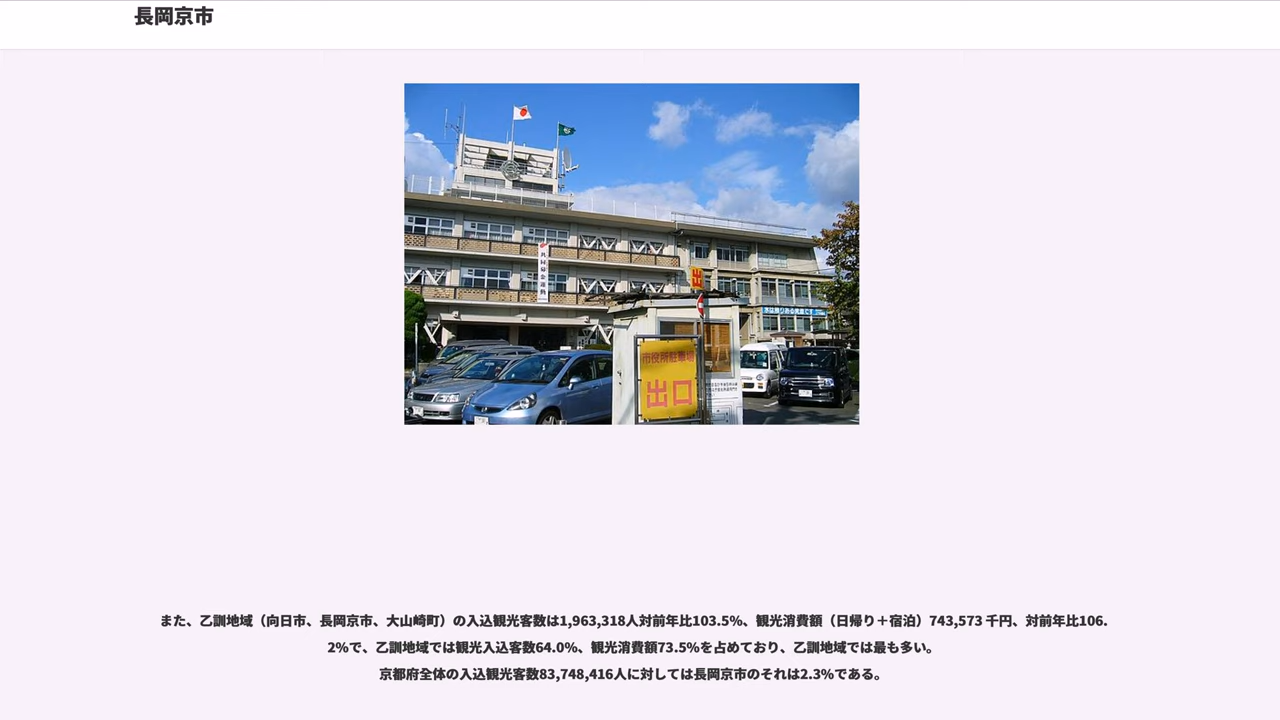 長岡京市
共同募金運動
出
市役所駐車場
出口
また、乙訓地域（向日市、長岡京市、大山崎町）の入込観光客数は1,963,318人対前年比103.5%、観光消費額（日帰り＋宿泊）743,573 千円、対前年比106.
2%で、乙訓地域では観光入込客数64.0%、観光消費額73.5%を占めており、乙訓地域では最も多い。
京都府全体の入込観光客数83,748,416人に対しては長岡京市のそれは2.3%である。